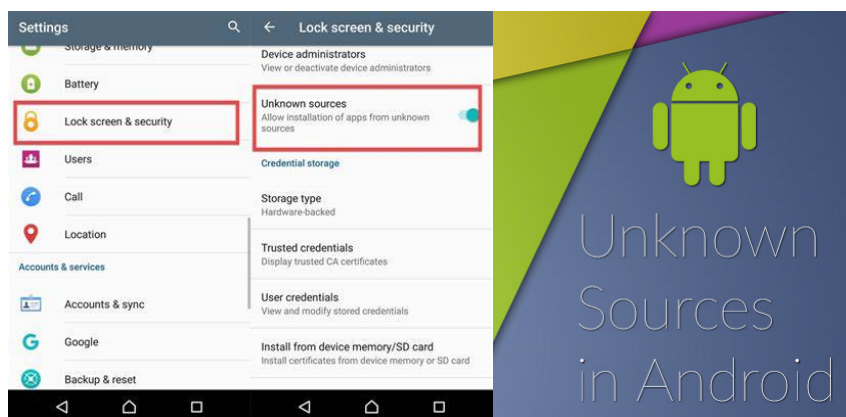 Settings
Storage & memory
Battery
Lock screen & security
Users
Call
Location
Accounts & services
Accounts & sync
Google
Backup & reset
Lock screen & security
Device administrators
View or deactivate device administrators
Unknown sources
Allow installation of apps from unknown
sources
Credential storage
Storage type
Hardware-backed
Trusted credentials
Display trusted CA certificates
User credentials
View and modify stored credentials
Install from device memory/SD card
Install certificates from device memory or SD card
Unknown
Sources
in Android